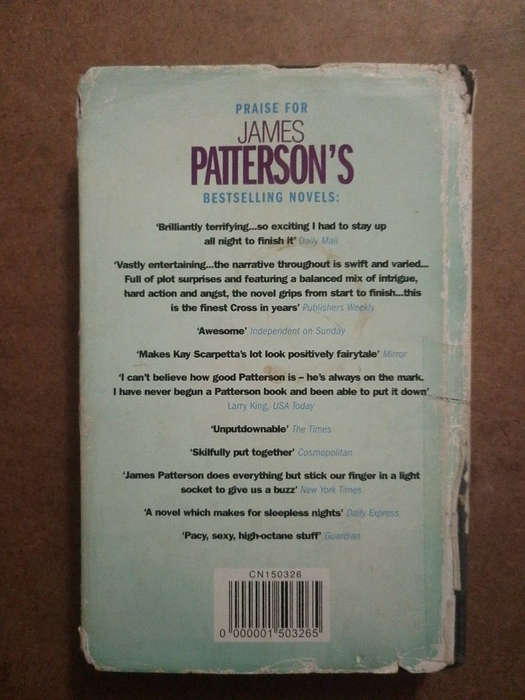 PRAISE FOR
JAMES
PATTERSON'S
BESTSELLING NOVELS:
'Brilliantly terrifying...so exciting I had to stay up
all night to finish it' Daily Mail
'Vastly entertaining...the narrative throughout is swift and varied...
Full of plot surprises and featuring a balanced mix of intrigue,
hard action and angst, the novel grips from start to finish...this
is the finest Cross in years' Publishers Weekly
'Awesome' Independent on Sunday
'Makes Kay Scarpetta's lot look positively fairytale' Mirror
'I can't believe how good Patterson is – he's always on the mark.
I have never begun a Patterson book and been able to put it down'
Larry King, USA Today
'Unputdownable' The Times
'Skilfully put together' Cosmopolitan
'James Patterson does everything but stick our finger in a light
socket to give us a buzz' New York Times
'A novel which makes for sleepless nights' Daily Express
'Pacy, sexy, high-octane stuff' Guardian
CN150326
0 000001 503265